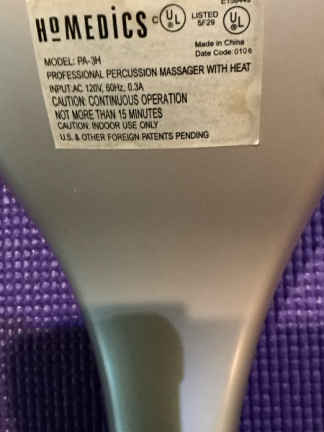 HoMEDiCS
C UL LISTED UL
5F29
Made in China
Date Code: 0106
MODEL: PA-3H
PROFESSIONAL PERCUSSION MASSAGER WITH HEAT
INPUT:AC 120V, 60Hz, 0.3A
CAUTION: CONTINUOUS OPERATION
NOT MORE THAN 15 MINUTES
CAUTION: INDOOR USE ONLY
U.S. & OTHER FOREIGN PATENTS PENDING